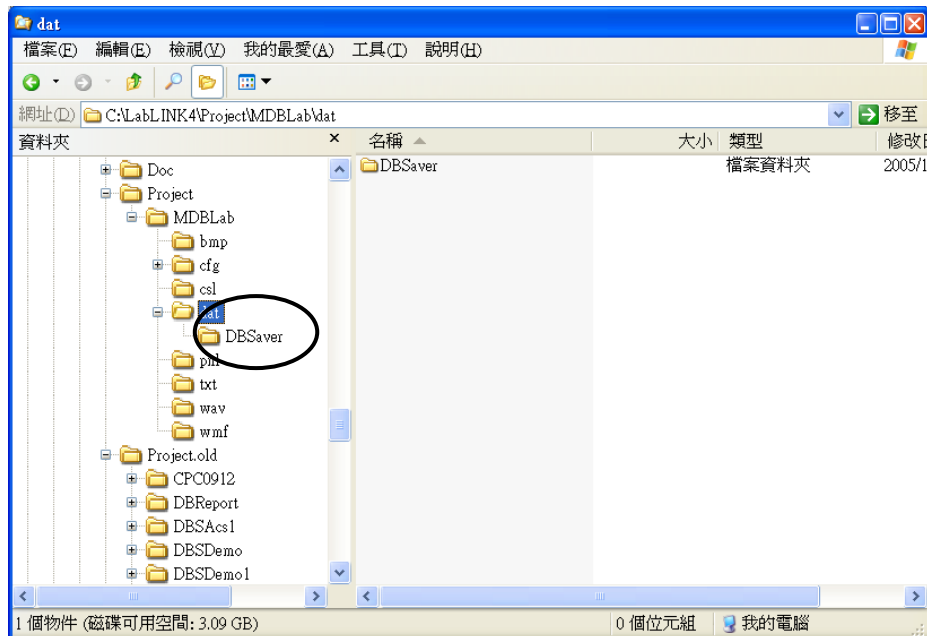 dat
檔案(F) 編輯(E) 檢視(V) 我的最愛(A) 工具(T) 說明(H)
網址(D) C:\LabLINK4\Project\MDBLab\dat 移至
資料夾 × 名稱 大小 類型 修改日
Doc DBSaver 檔案資料夾 2005/1
Project
MDBLab
bmp
cfg
csl
dat
DBSaver
pnl
txt
wav
wmf
Project.old
CPC0912
DBReport
DBSAcs1
DBSDemo
DBSDemo1
1 個物件 (磁碟可用空間: 3.09 GB) 0 個位元組 我的電腦